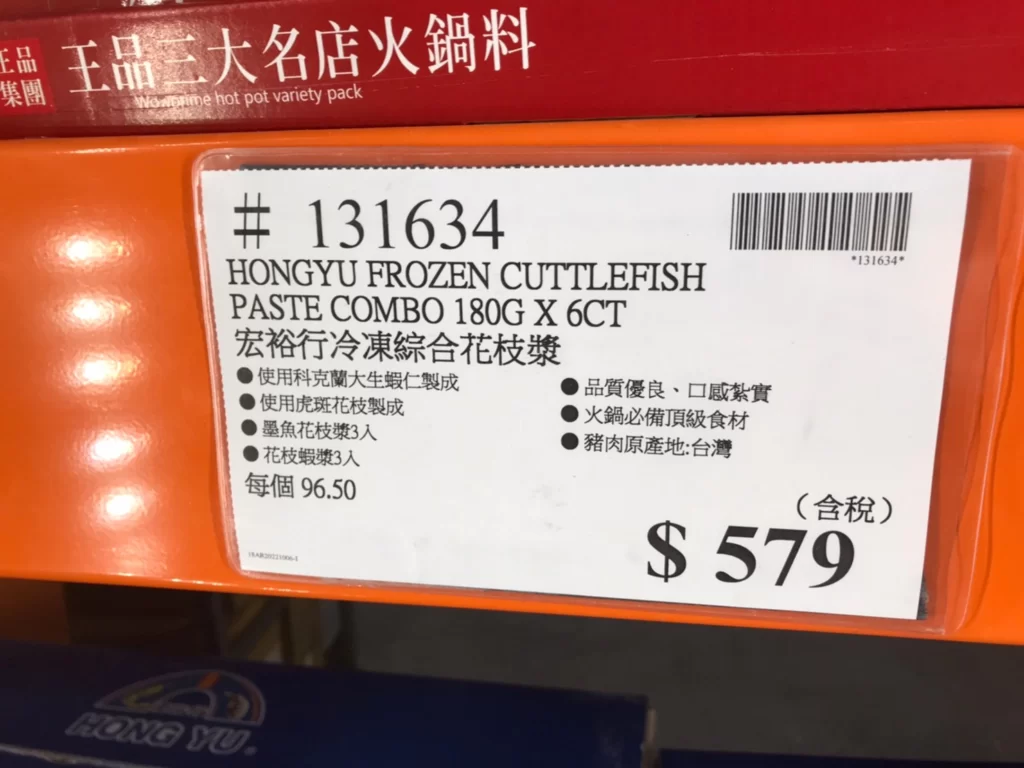 王品
集團
王品三大名店火鍋料
Wowprime hot pot variety pack
# 131634
*131634*
HONGYU FROZEN CUTTLEFISH
PASTE COMBO 180G X 6CT
宏裕行冷凍綜合花枝漿
●使用科克蘭大生蝦仁製成
●使用虎斑花枝製成
●墨魚花枝漿3入
●花枝蝦漿3入
●品質優良、口感紮實
●火鍋必備頂級食材
●豬肉原產地:台灣
每個 96.50
（含稅）
$ 579
HONG YU